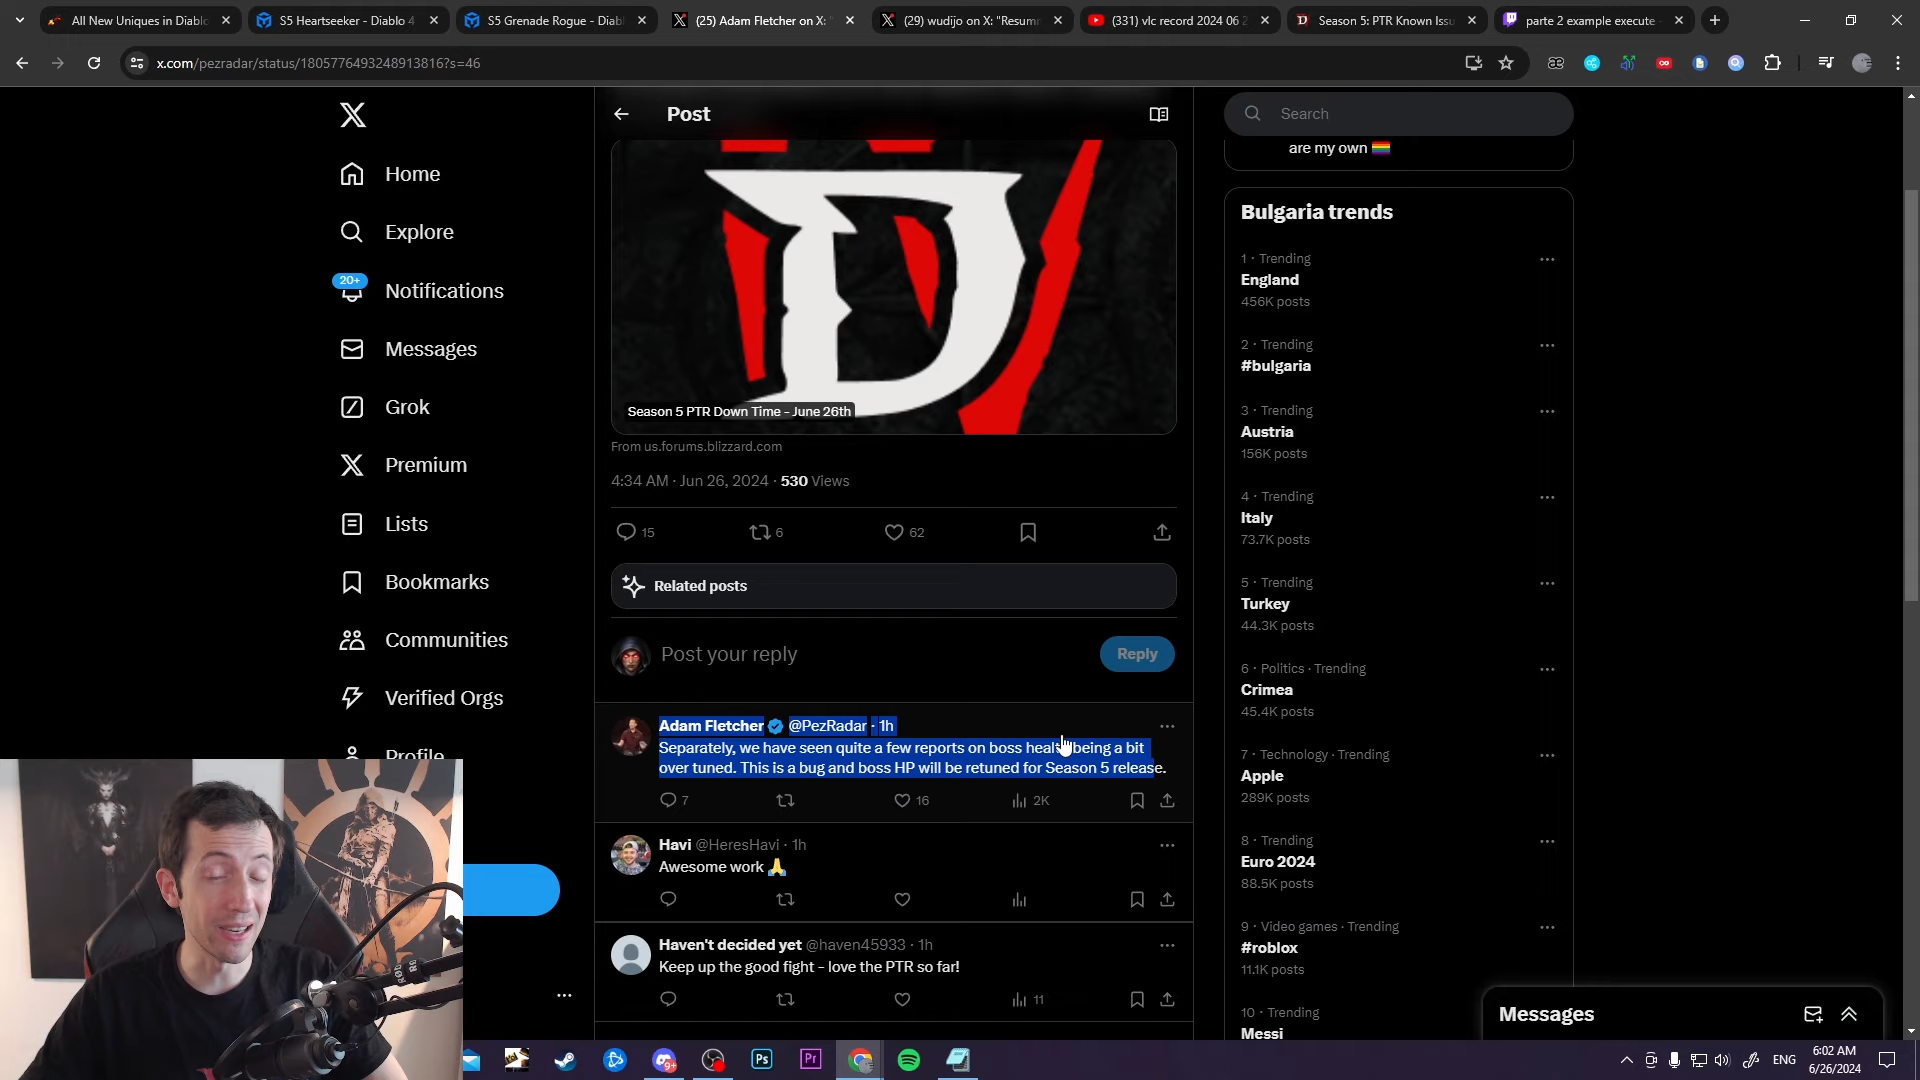 All New Uniques in Diablo
S5 Heartseeker - Diablo 4
S5 Grenade Rogue - Diabl
(25) Adam Fletcher on X: "
(29) wudijo on X: "Resum
(331) vlc record 2024 06 2
Season 5: PTR Known Issu
parte 2 example execute
x.com/pezradar/status/1805776493248913816?s=46
Home
Explore
20+
Notifications
Messages
Grok
Premium
Lists
Bookmarks
Communities
Verified Orgs
Profile
Post
Season 5 PTR Down Time - June 26th
From us.forums.blizzard.com
4:34 AM · Jun 26, 2024 · 530 Views
15 6 62
Related posts
Post your reply
Reply
Adam Fletcher @PezRadar · 1h
Separately, we have seen quite a few reports on boss health being a bit
over tuned. This is a bug and boss HP will be retuned for Season 5 release.
7 16 2K
Havi @HeresHavi · 1h
Awesome work 🙏
Haven't decided yet @haven45933 · 1h
Keep up the good fight - love the PTR so far!
11
Search
are my own 🏳️‍🌈
Bulgaria trends
1 · Trending
England
456K posts
2 · Trending
#bulgaria
3 · Trending
Austria
156K posts
4 · Trending
Italy
73.7K posts
5 · Trending
Turkey
44.3K posts
6 · Politics · Trending
Crimea
45.4K posts
7 · Technology · Trending
Apple
289K posts
8 · Trending
Euro 2024
88.5K posts
9 · Video games · Trending
#roblox
11.1K posts
10 · Trending
Messi
Messages
Ps
Pr
9+
ENG
6:02 AM
6/26/2024